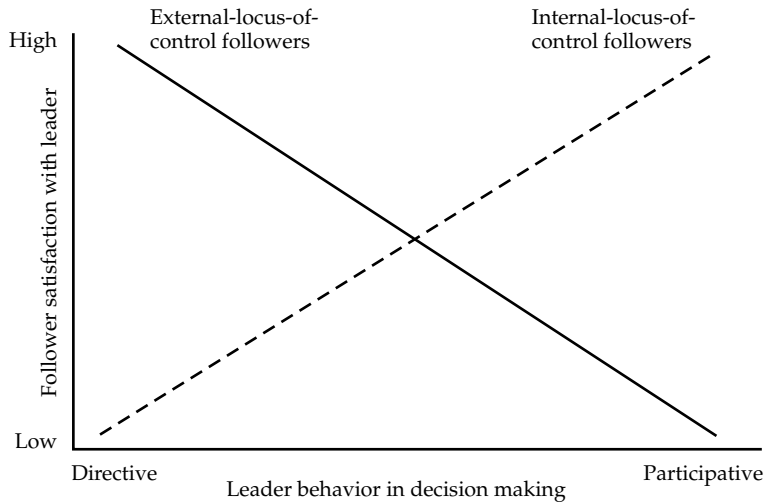 External-locus-of-
control followers
Internal-locus-of-
control followers
High
Follower satisfaction with leader
Low
Directive
Participative
Leader behavior in decision making